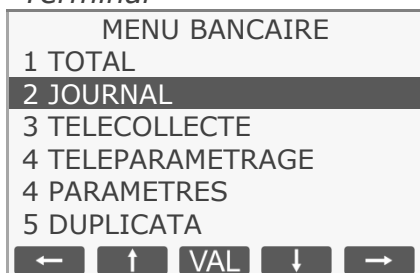 Terminal
MENU BANCAIRE
1 TOTAL
2 JOURNAL
3 TELECOLLECTE
4 TELEPARAMETRAGE
4 PARAMETRES
5 DUPLICATA
← ↑ VAL ↓ →